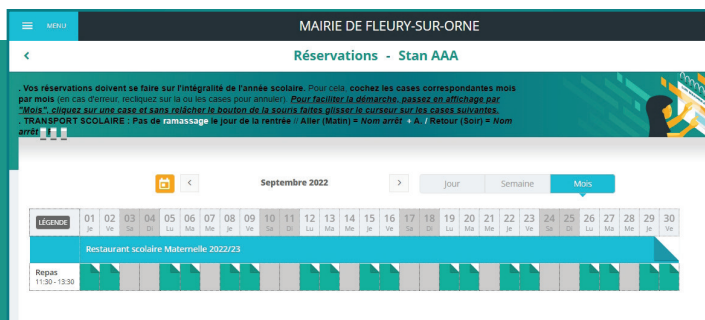 MENU
MAIRIE DE FLEURY-SUR-ORNE
Réservations - Stan AAA
. Vos réservations doivent se faire sur l'intégralité de l'année scolaire. Pour cela, cochez les cases correspondantes mois
par mois (en cas d'erreur, recliquez sur la ou les cases pour annuler). Pour faciliter la démarche, passez en affichage par
"Mois", cliquez sur une case et sans relâcher le bouton de la souris faites glisser le curseur sur les cases suivantes.
. TRANSPORT SCOLAIRE : Pas de ramassage le jour de la rentrée // Aller (Matin) = Nom arrêt + A. / Retour (Soir) = Nom
arrêt
Septembre 2022
Jour Semaine Mois
LÉGENDE 01 02 03 04 05 06 07 08 09 10 11 12 13 14 15 16 17 18 19 20 21 22 23 24 25 26 27 28 29 30
Je Ve Sa Di Lu Ma Me Je Ve Sa Di Lu Ma Me Je Ve Sa Di Lu Ma Me Je Ve Sa Di Lu Ma Me Je Ve
Restaurant scolaire Maternelle 2022/23
Repas
11:30 - 13:30